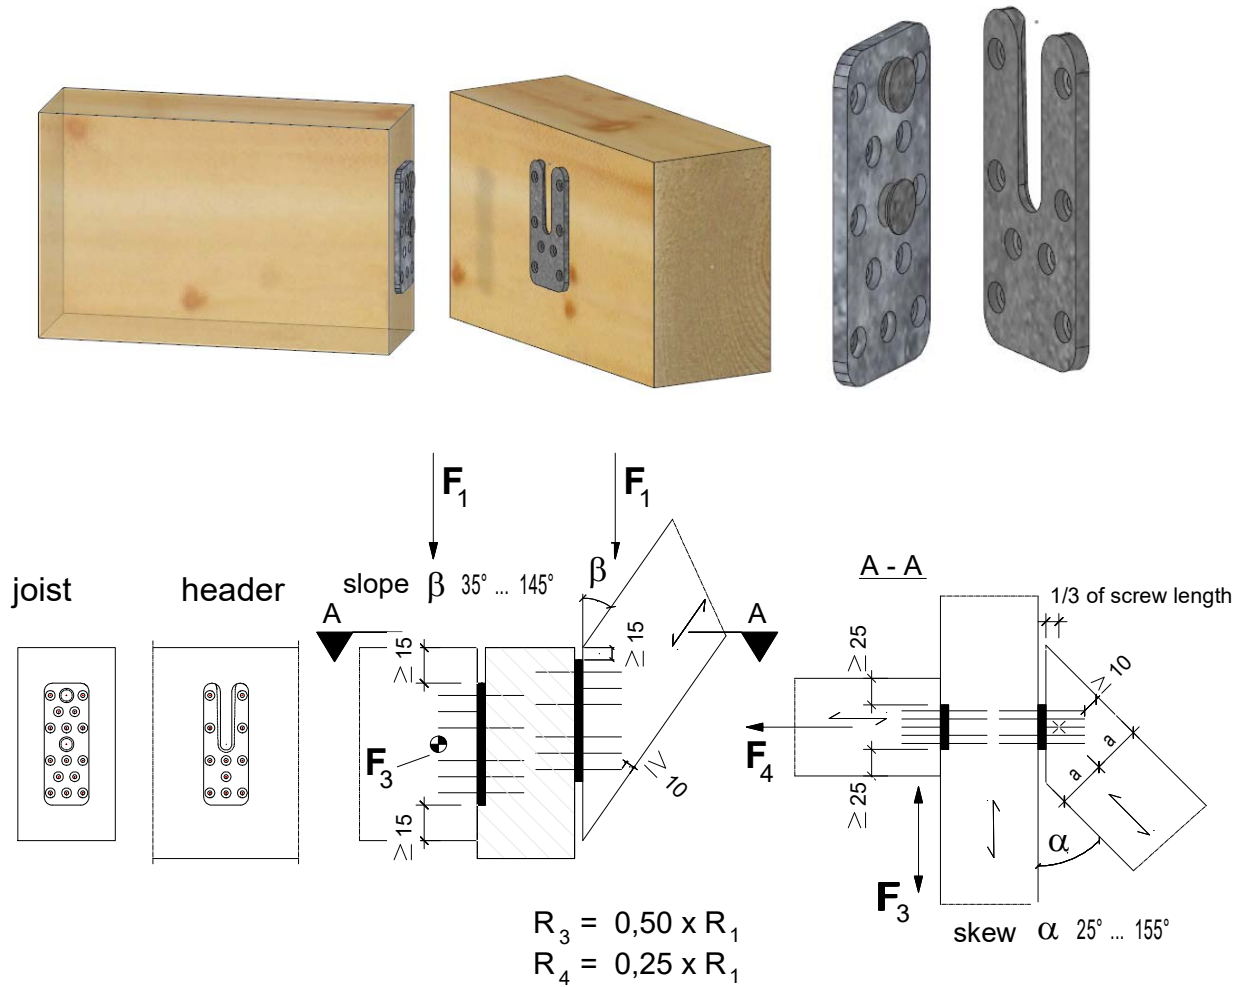 F1
F1
joist
header
slope β 35° ... 145°
β
A
A
A - A
1/3 of screw length
≥15
≥15
≥15
≥10
F3
≥25
≥25
≥10
a
a
F4
F3
α
skew α 25° ... 155°
R3 = 0,50 x R1
R4 = 0,25 x R1